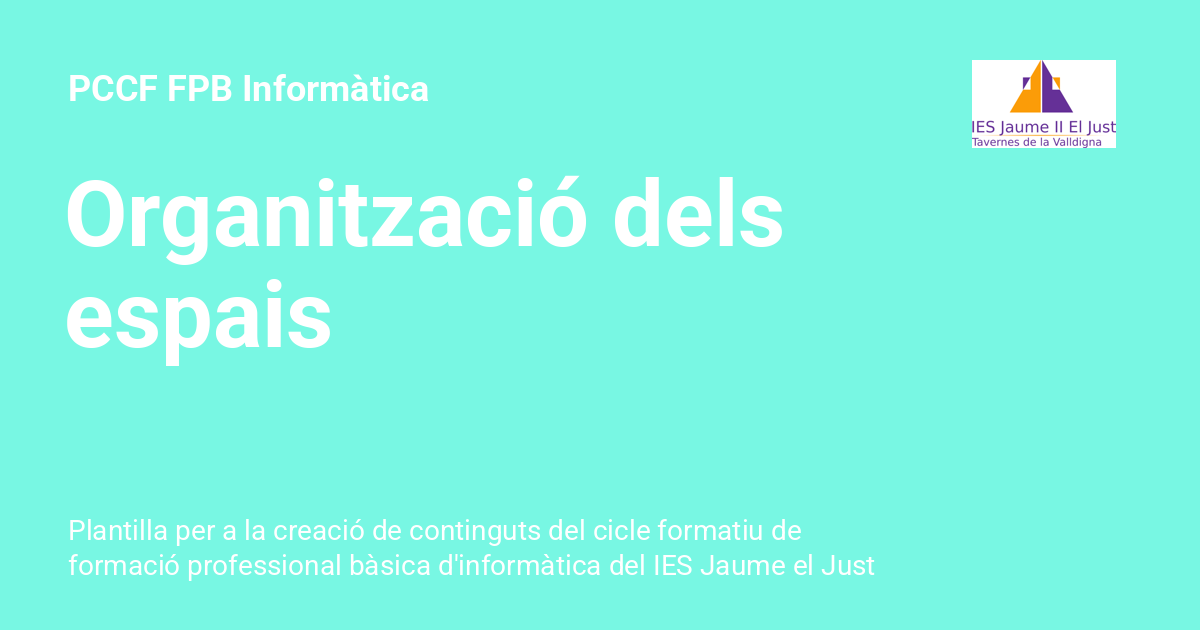 PCCF FPB Informàtica
IES Jaume II El Just
Tavernes de la Valldigna
Organització dels
espais
Plantilla per a la creació de continguts del cicle formatiu de
formació professional bàsica d'informàtica del IES Jaume el Just